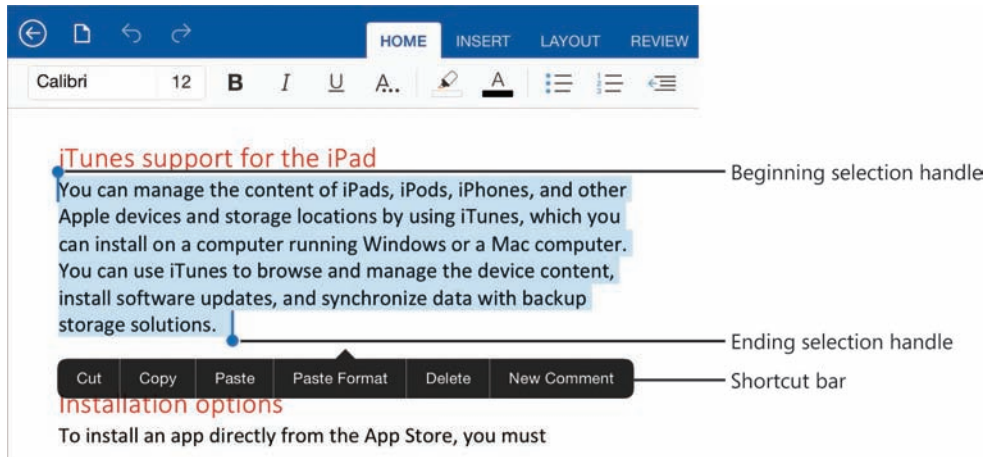 HOME INSERT LAYOUT REVIEW
Calibri 12 B I U A... A
iTunes support for the iPad
Beginning selection handle
You can manage the content of iPads, iPods, iPhones, and other
Apple devices and storage locations by using iTunes, which you
can install on a computer running Windows or a Mac computer.
You can use iTunes to browse and manage the device content,
install software updates, and synchronize data with backup
storage solutions.
Ending selection handle
Cut Copy Paste Paste Format Delete New Comment
Shortcut bar
Installation options
To install an app directly from the App Store, you must